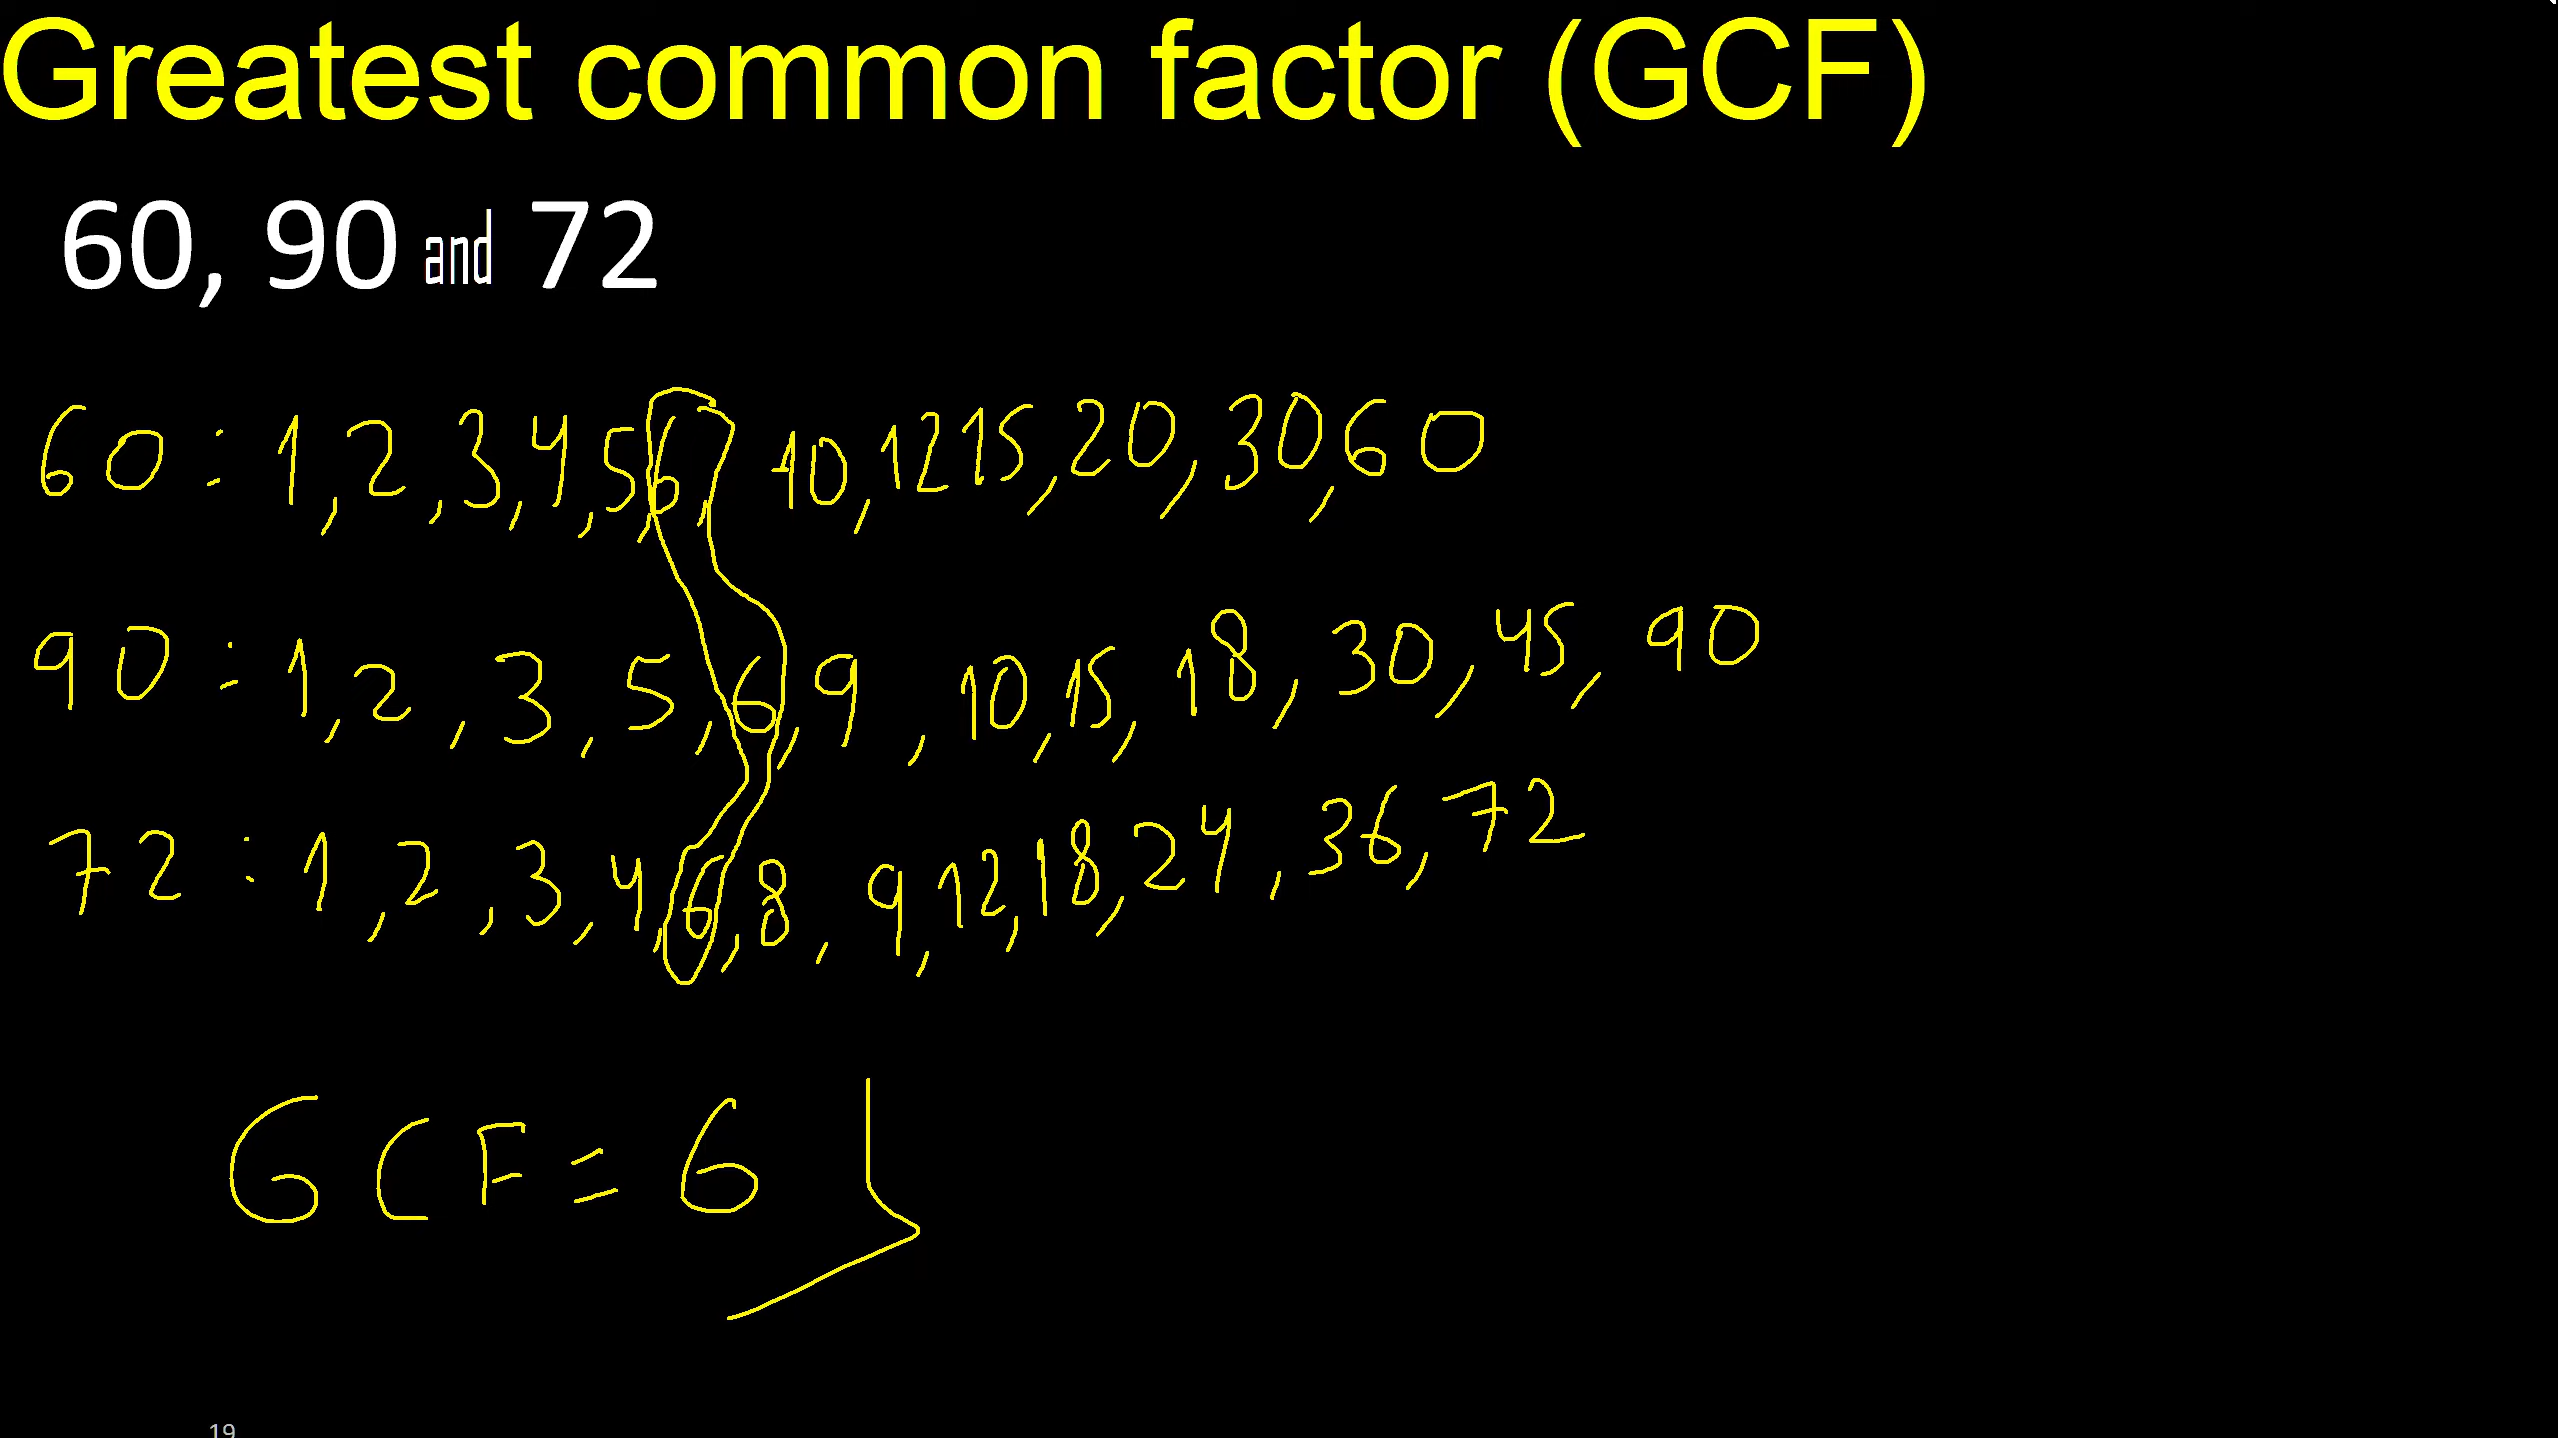 Greatest common factor (GCF)
60, 90 and 72
60 : 1, 2, 3, 4, 5, 6, 10, 12 15, 20, 30, 60
90 : 1, 2, 3, 5, 6, 9, 10, 15, 18, 30, 45, 90
72 : 1, 2, 3, 4, 6, 8, 9, 12, 18, 24, 36, 72
GCF = 6
19